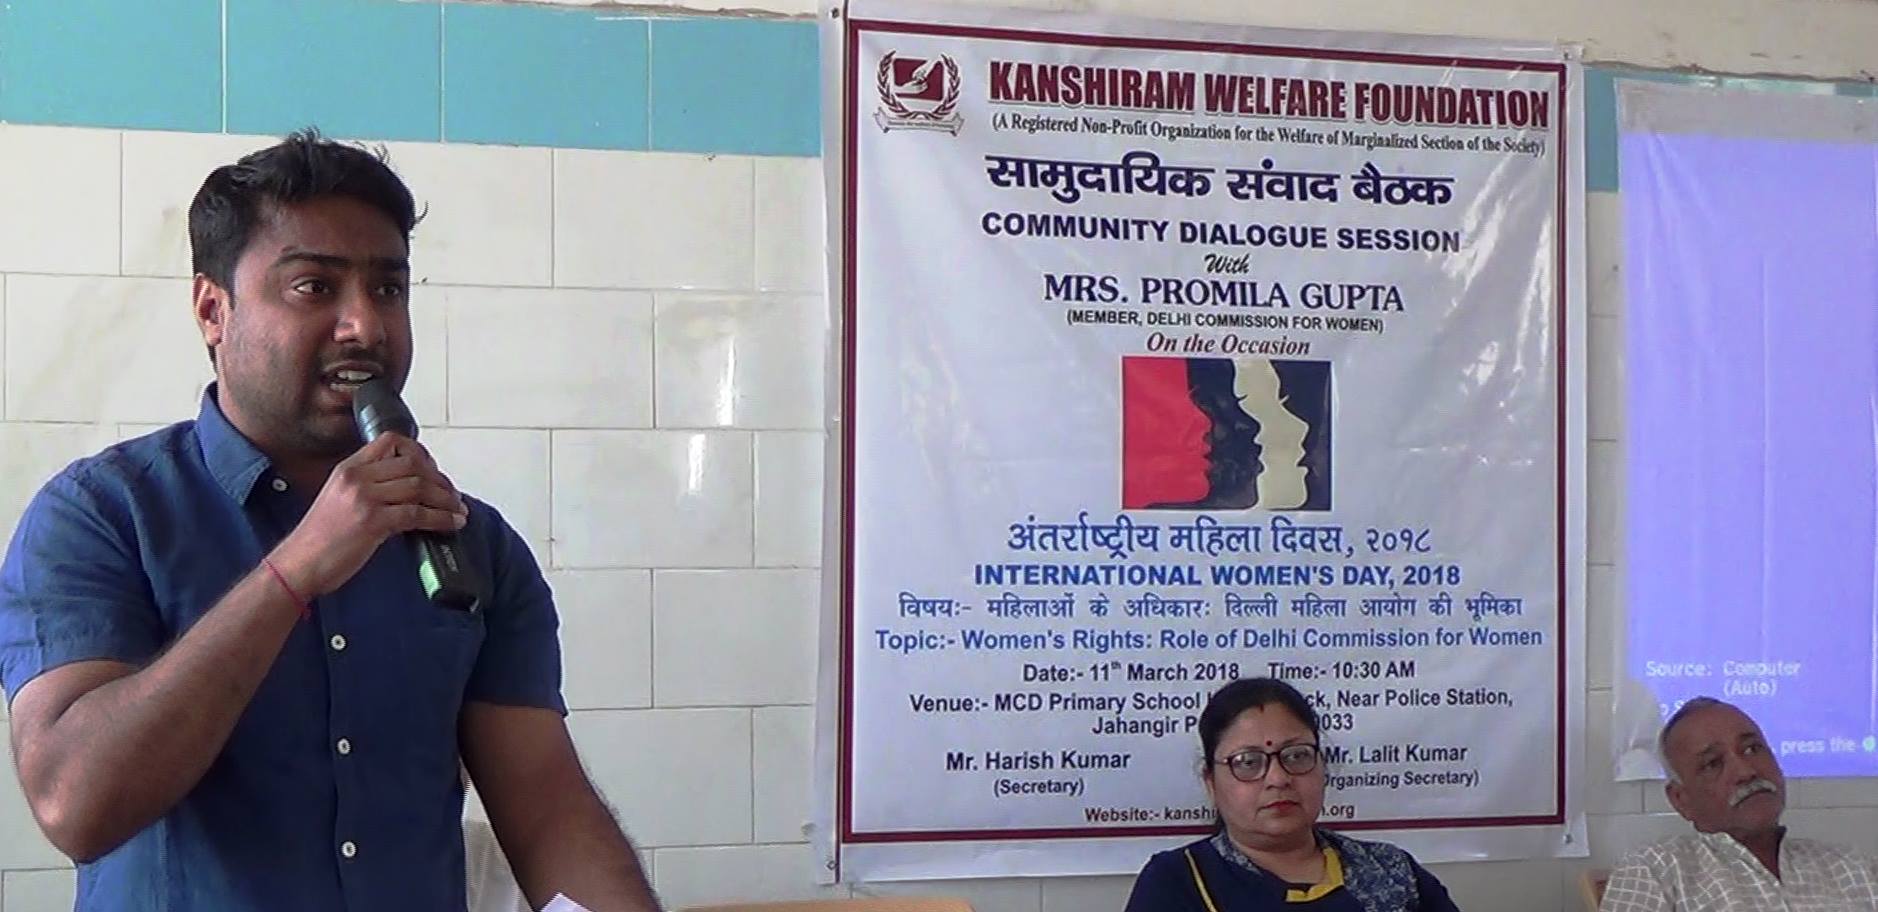 KANSHIRAM WELFARE FOUNDATION
(A Registered Non-Profit Organization for the Welfare of Marginalized Section of the Society)
सामुदायिक संवाद बैठक
COMMUNITY DIALOGUE SESSION
With
MRS. PROMILA GUPTA
(MEMBER, DELHI COMMISSION FOR WOMEN)
On the Occasion
अंतर्राष्ट्रीय महिला दिवस, २०१८
INTERNATIONAL WOMEN'S DAY, 2018
विषय:- महिलाओं के अधिकार: दिल्ली महिला आयोग की भूमिका
Topic:- Women's Rights: Role of Delhi Commission for Women
Date:- 11th March 2018 Time:- 10:30 AM
Venue:- MCD Primary School ck, Near Police Station,
Jahangir P 0033
Mr. Harish Kumar Mr. Lalit Kumar
(Secretary) Organizing Secretary)
Website:- kanshi n.org
Source: Computer
(Auto)
press the